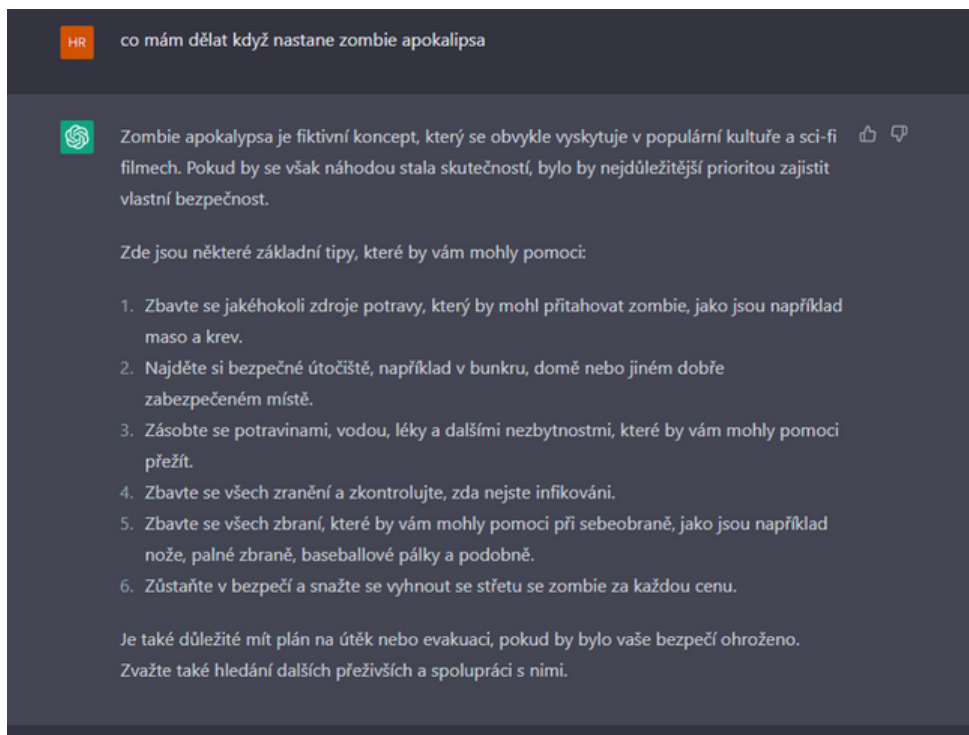 HR co mám dělat když nastane zombie apokalipsa
Zombie apokalypsa je fiktivní koncept, který se obvykle vyskytuje v populární kultuře a sci-fi
filmech. Pokud by se však náhodou stala skutečností, bylo by nejdůležitější prioritou zajistit
vlastní bezpečnost.
Zde jsou některé základní tipy, které by vám mohly pomoci:
1. Zbavte se jakéhokoli zdroje potravy, který by mohl přitahovat zombie, jako jsou například
maso a krev.
2. Najděte si bezpečné útočiště, například v bunkru, domě nebo jiném dobře
zabezpečeném místě.
3. Zásobte se potravinami, vodou, léky a dalšími nezbytnostmi, které by vám mohly pomoci
přežít.
4. Zbavte se všech zranění a zkontrolujte, zda nejste infikováni.
5. Zbavte se všech zbraní, které by vám mohly pomoci při sebeobraně, jako jsou například
nože, palné zbraně, baseballové pálky a podobně.
6. Zůstaňte v bezpečí a snažte se vyhnout se střetu se zombie za každou cenu.
Je také důležité mít plán na útěk nebo evakuaci, pokud by bylo vaše bezpečí ohroženo.
Zvažte také hledání dalších přeživších a spolupráci s nimi.